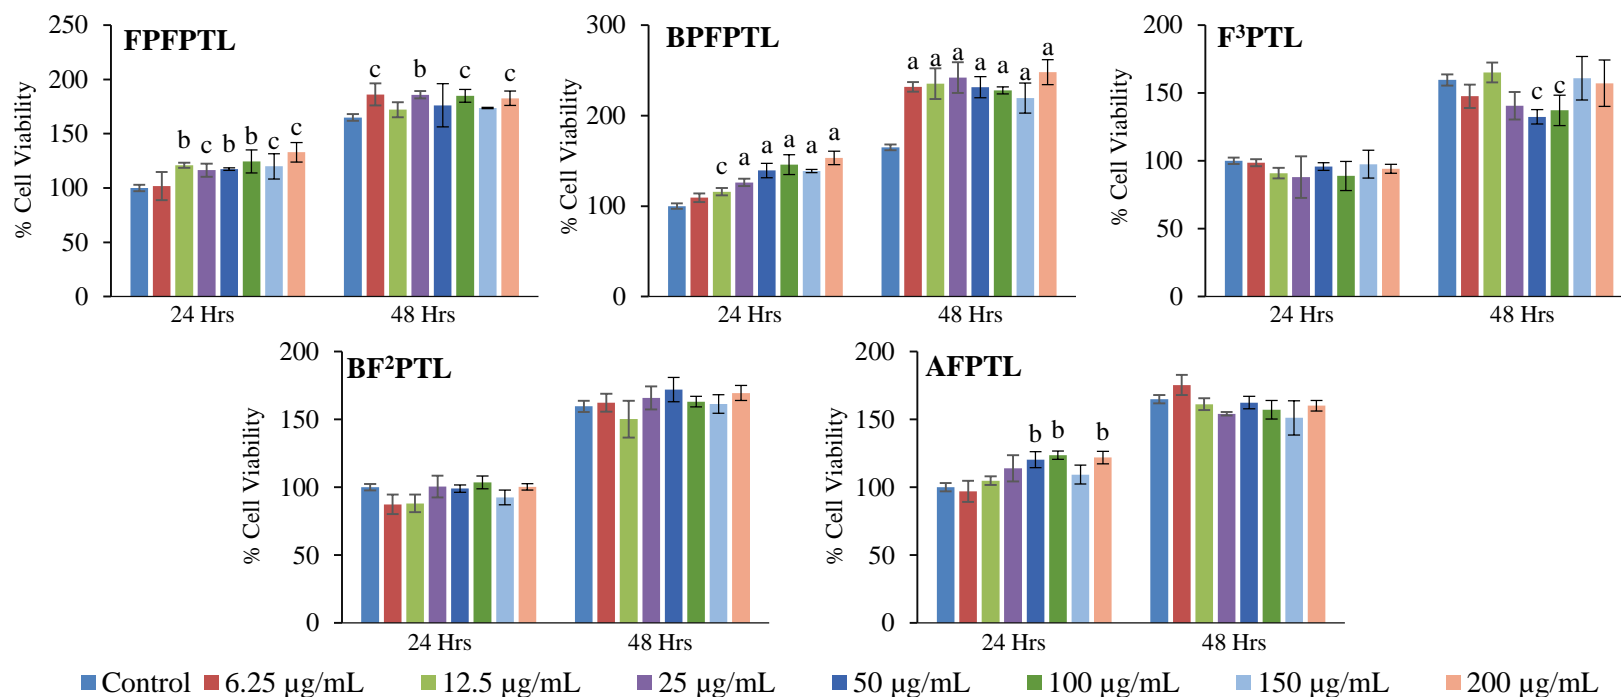 FPFPTL
% Cell Viability
250
200
150
100
50
0
b c b b c c
c b c c
24 Hrs 48 Hrs
BPFPTL
% Cell Viability
300
200
100
0
c a a a a a
a a a a a a a
24 Hrs 48 Hrs
F³PTL
% Cell Viability
200
150
100
50
0
c c
24 Hrs 48 Hrs
BF²PTL
% Cell Viability
200
150
100
50
0
24 Hrs 48 Hrs
AFPTL
% Cell Viability
200
150
100
50
0
b b b
24 Hrs 48 Hrs
Control 6.25 µg/mL 12.5 µg/mL 25 µg/mL 50 µg/mL 100 µg/mL 150 µg/mL 200 µg/mL